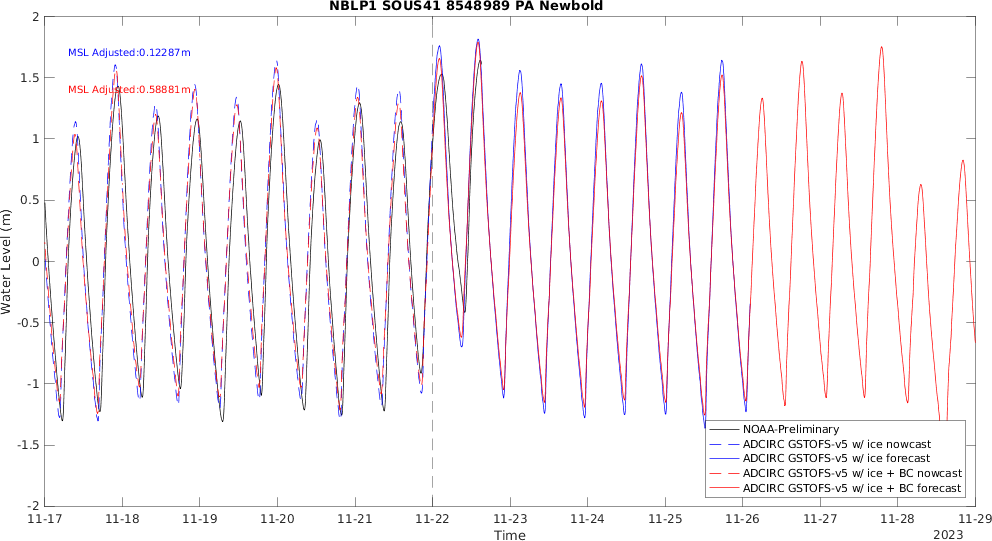 NBLP1 SOUS41 8548989 PA Newbold
MSL Adjusted:0.12287m
MSL Adjusted:0.58881m
Water Level (m)
2
1.5
1
0.5
0
-0.5
-1
-1.5
-2
NOAA-Preliminary
ADCIRC GSTOFS-v5 w/ ice nowcast
ADCIRC GSTOFS-v5 w/ ice forecast
ADCIRC GSTOFS-v5 w/ ice + BC nowcast
ADCIRC GSTOFS-v5 w/ ice + BC forecast
11-17 11-18 11-19 11-20 11-21 11-22 11-23 11-24 11-25 11-26 11-27 11-28 11-29
Time
2023